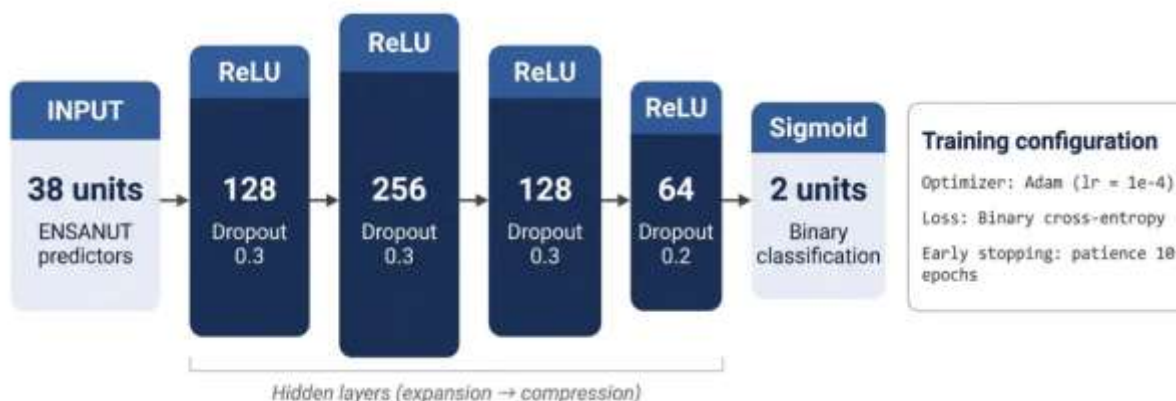 INPUT
38 units
ENSANUT
predictors
ReLU
128
Dropout
0.3
ReLU
256
Dropout
0.3
ReLU
128
Dropout
0.3
ReLU
64
Dropout
0.2
Sigmoid
2 units
Binary
classification
Training configuration
Optimizer: Adam (lr = 1e-4)
Loss: Binary cross-entropy
Early stopping: patience 10
epochs
Hidden layers (expansion → compression)